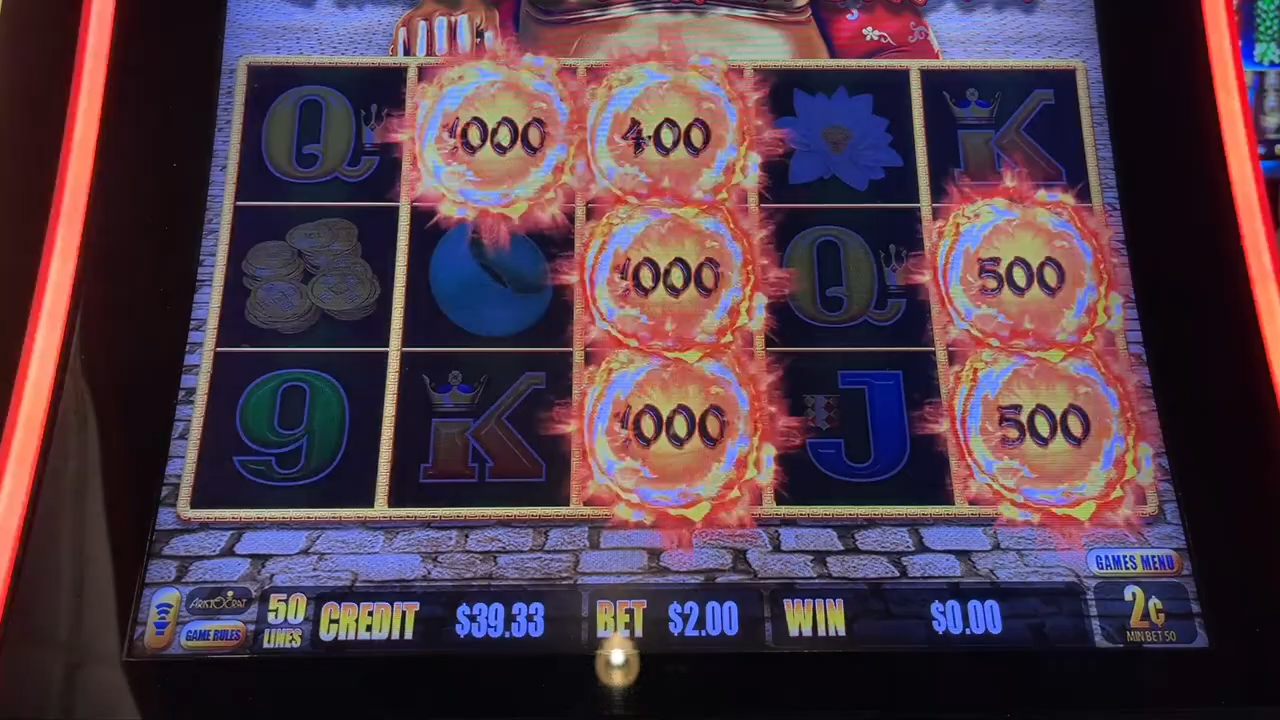 Q 1000 400 K
1000 Q 500
9 K 1000 J 500
GAMES MENU
ARISTOCRAT
GAME RULES
50
LINES
CREDIT $39.33 BET $2.00 WIN $0.00
2¢
MIN BET 50